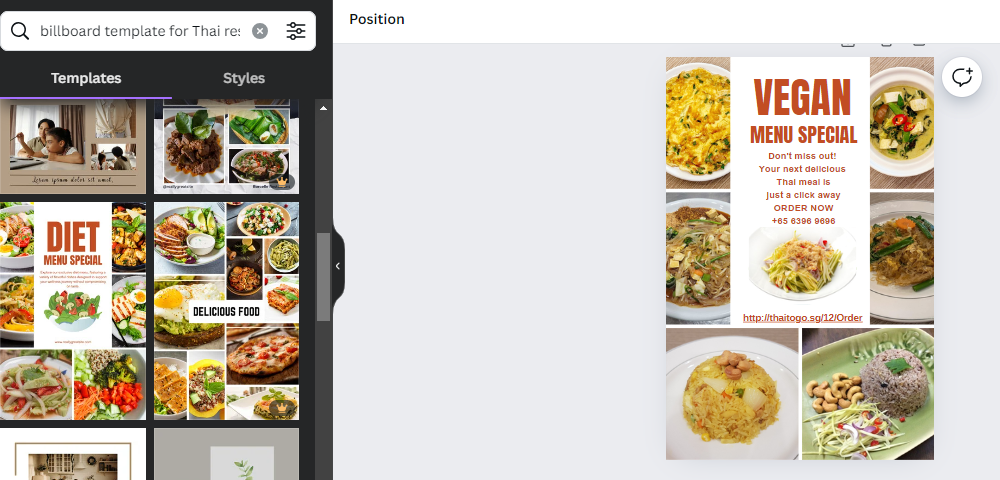 billboard template for Thai res
Position
Templates
Styles
Lorem ipsum dolor sit amet,
DIET
MENU SPECIAL
DELICIOUS FOOD
VEGAN
MENU SPECIAL
Don't miss out!
Your next delicious
Thai meal is
just a click away
ORDER NOW
+65 6396 9696
http://thaitogo.sg/12/Order